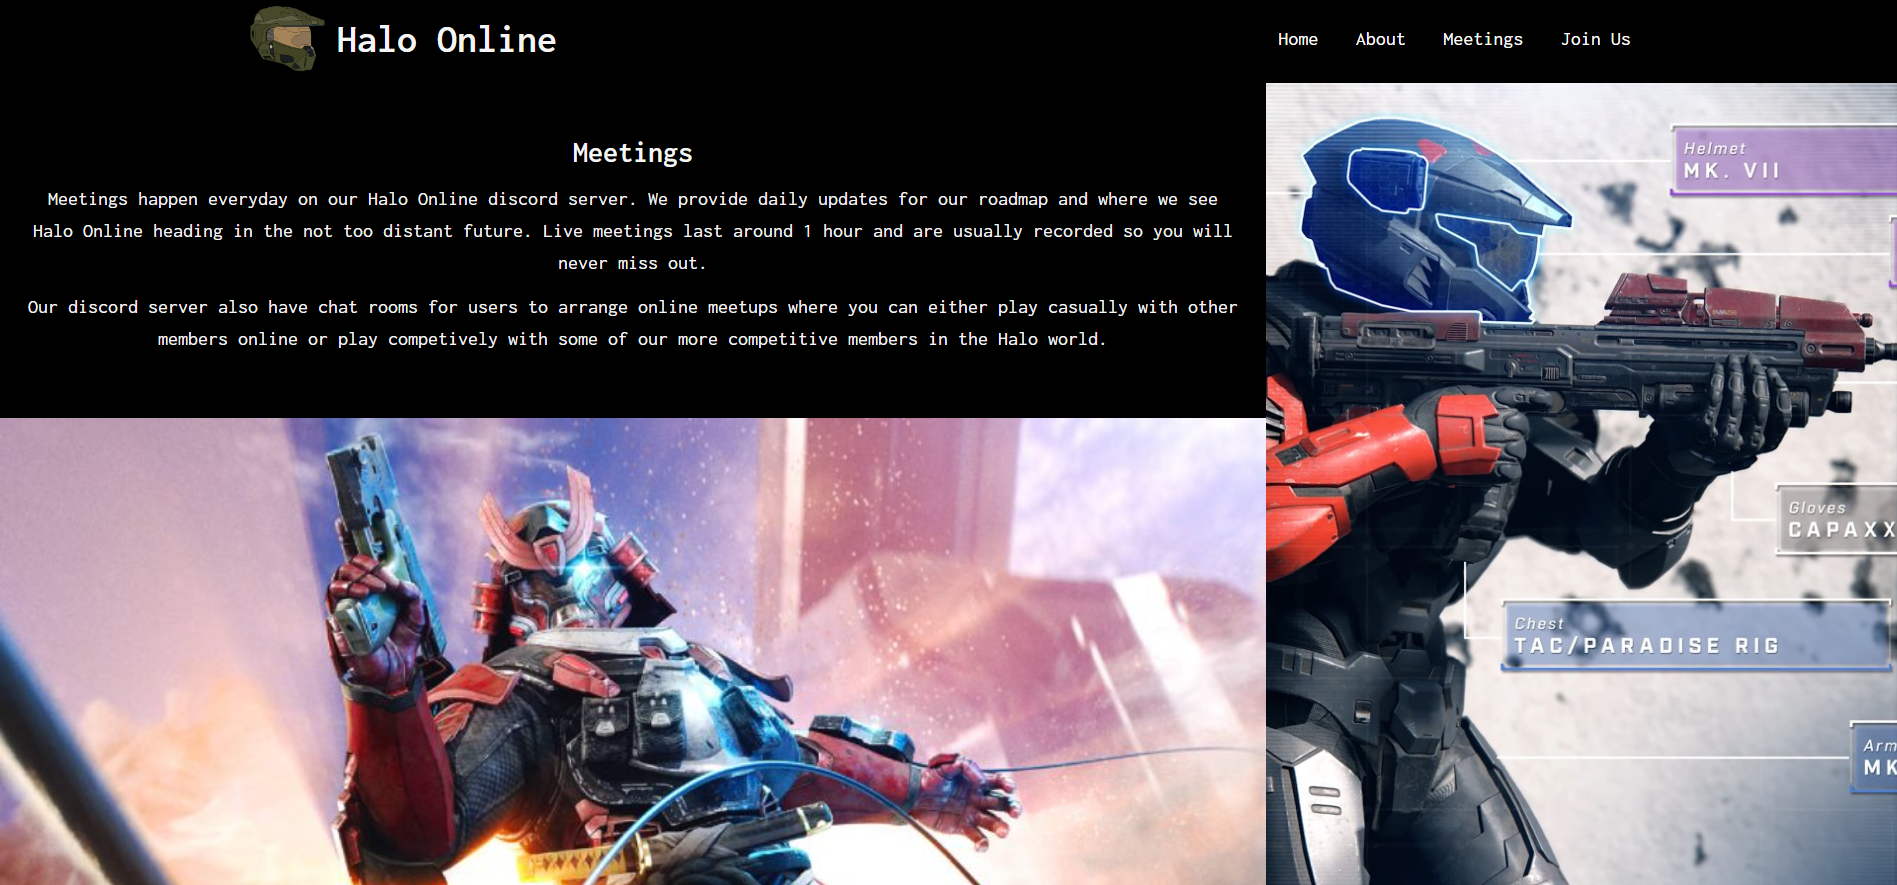 Halo Online
Home About Meetings Join Us
Meetings
Meetings happen everyday on our Halo Online discord server. We provide daily updates for our roadmap and where we see
Halo Online heading in the not too distant future. Live meetings last around 1 hour and are usually recorded so you will
never miss out.
Our discord server also have chat rooms for users to arrange online meetups where you can either play casually with other
members online or play competively with some of our more competitive members in the Halo world.
Helmet
MK. VII
Gloves
CAPAXX
Chest
TAC/PARADISE RIG
Arm
MK